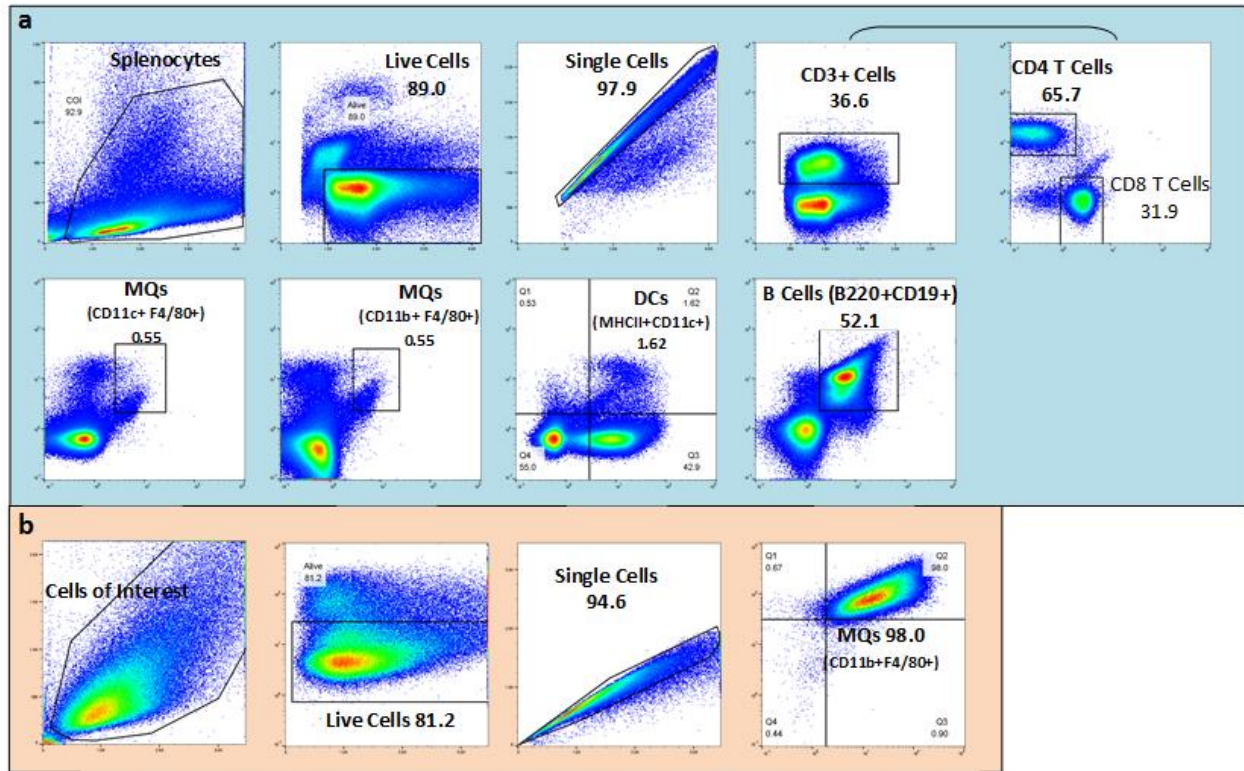 a
Splenocytes
COI
92.9
Live Cells
89.0
Alive
89.0
Single Cells
97.9
CD3+ Cells
36.6
CD4 T Cells
65.7
CD8 T Cells
31.9
MQs
(CD11c+ F4/80+)
0.55
MQs
(CD11b+ F4/80+)
0.55
Q1
0.53
Q2
1.62
DCs
(MHCII+CD11c+)
1.62
Q4
55.0
Q3
42.9
B Cells (B220+CD19+)
52.1
b
Cells of Interest
Alive
81.2
Live Cells 81.2
Single Cells
94.6
Q1
0.67
Q2
98.0
MQs 98.0
(CD11b+F4/80+)
Q4
0.44
Q3
0.90